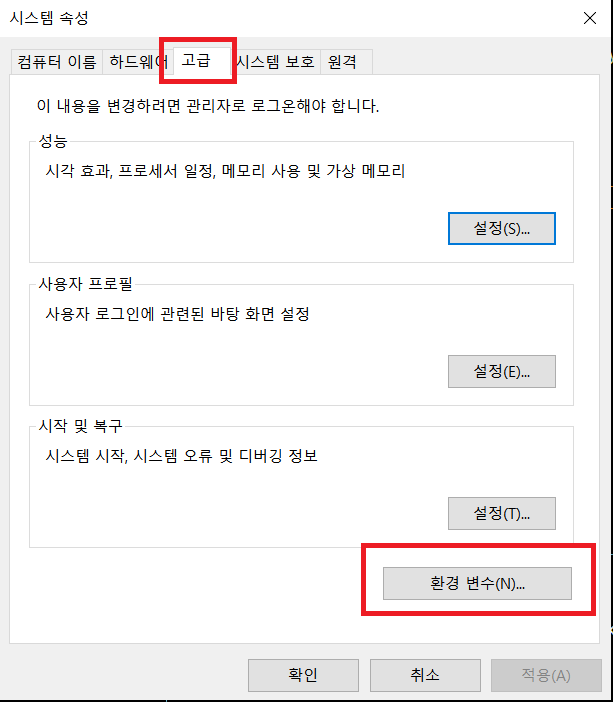 시스템 속성
컴퓨터 이름 하드웨어 고급 시스템 보호 원격
이 내용을 변경하려면 관리자로 로그온해야 합니다.
성능
시각 효과, 프로세서 일정, 메모리 사용 및 가상 메모리
설정(S)...
사용자 프로필
사용자 로그인에 관련된 바탕 화면 설정
설정(E)...
시작 및 복구
시스템 시작, 시스템 오류 및 디버깅 정보
설정(T)...
환경 변수(N)...
확인 취소 적용(A)